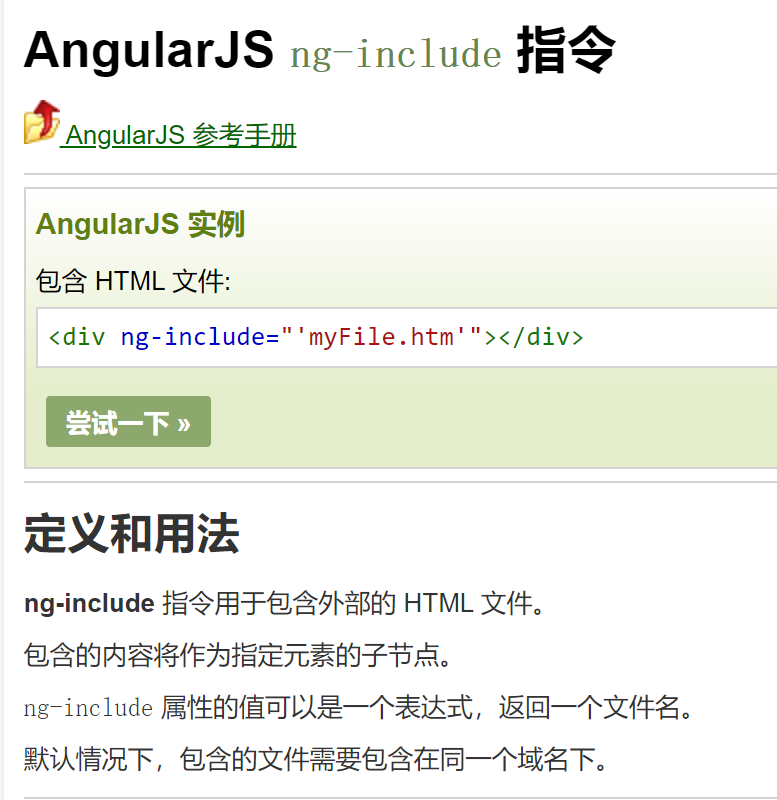 AngularJS ng-include 指令
AngularJS 参考手册
AngularJS 实例
包含 HTML 文件:
<div ng-include="'myFile.htm'"></div>
尝试一下 »
定义和用法
ng-include 指令用于包含外部的 HTML 文件。
包含的内容将作为指定元素的子节点。
ng-include 属性的值可以是一个表达式，返回一个文件名。
默认情况下，包含的文件需要包含在同一个域名下。